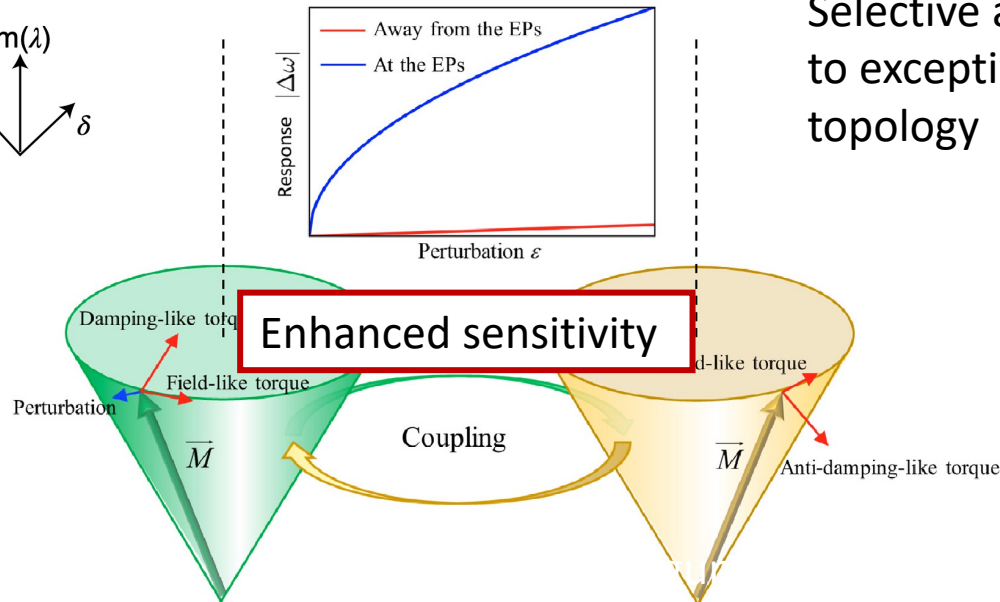 m(λ)
δ
Away from the EPs
At the EPs
Response |Δω|
Perturbation ε
Selective a
to excepti
topology
Damping-like torq
Enhanced sensitivity
d-like torque
Field-like torque
Perturbation
M
Coupling
M
Anti-damping-like torque